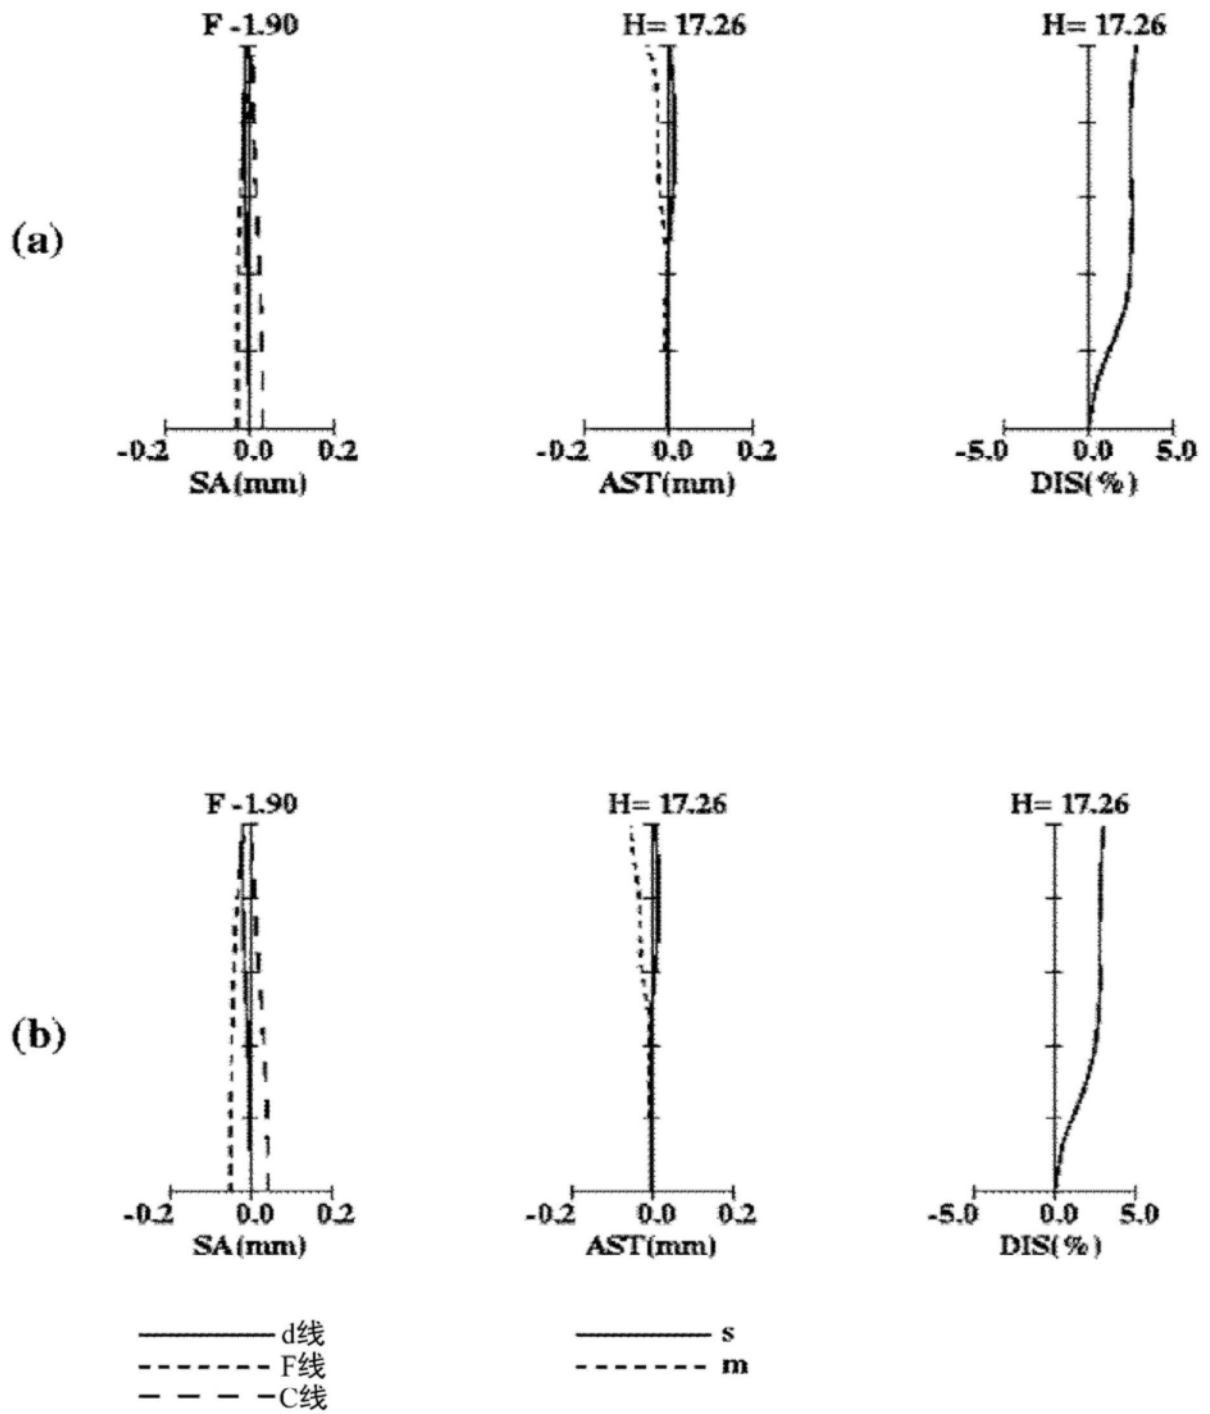 F -1.90 H= 17.26 H= 17.26
(a)
-0.2 0.0 0.2 -0.2 0.0 0.2 -5.0 0.0 5.0
SA(mm) AST(mm) DIS(%)
F -1.90 H= 17.26 H= 17.26
(b)
-0.2 0.0 0.2 -0.2 0.0 0.2 -5.0 0.0 5.0
SA(mm) AST(mm) DIS(%)
d线 s
F线 m
C线